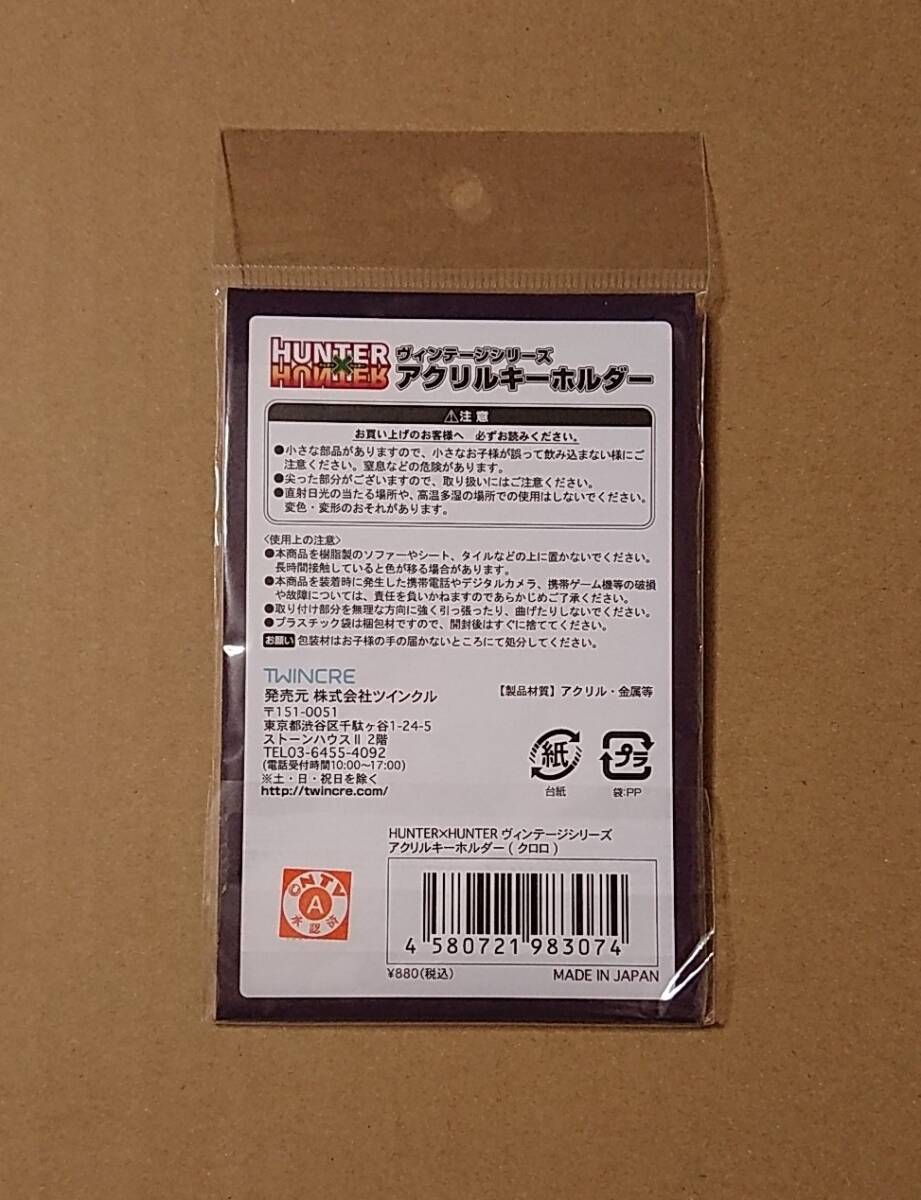 HUNTER×HUNTER
ヴィンテージシリーズ
アクリルキーホルダー
⚠注意
お買い上げのお客様へ 必ずお読みください。
●小さな部品がありますので、小さなお子様が誤って飲み込まない様にご
注意ください。窒息などの危険があります。
●尖った部分がございますので、取り扱いにはご注意ください。
●直射日光の当たる場所や、高温多湿の場所での使用はしないでください。
変色・変形のおそれがあります。
〈使用上の注意〉
●本商品を樹脂製のソファーやシート、タイルなどの上に置かないでください。
長時間接触していると色が移る場合があります。
●本商品を装着時に発生した携帯電話やデジタルカメラ、携帯ゲーム機等の破損
や故障については、責任を負いかねますのであらかじめご了承ください。
●取り付け部分を無理な方向に強く引っ張ったり、曲げたりしないでください。
●プラスチック袋は梱包材ですので、開封後はすぐに捨ててください。
お願い 包装材はお子様の手の届かないところにて処分してください。
TWINCRE
発売元 株式会社ツインクル
〒151-0051
東京都渋谷区千駄ヶ谷1-24-5
ストーンハウスⅡ 2階
TEL03-6455-4092
(電話受付時間10:00~17:00)
※土・日・祝日を除く
http://twincre.com/
【製品材質】アクリル・金属等
紙
台紙
プラ
袋:PP
HUNTER×HUNTER ヴィンテージシリーズ
アクリルキーホルダー(クロロ)
ⒸNTV
A
承認済
4 580721 983074
¥880(税込)
MADE IN JAPAN